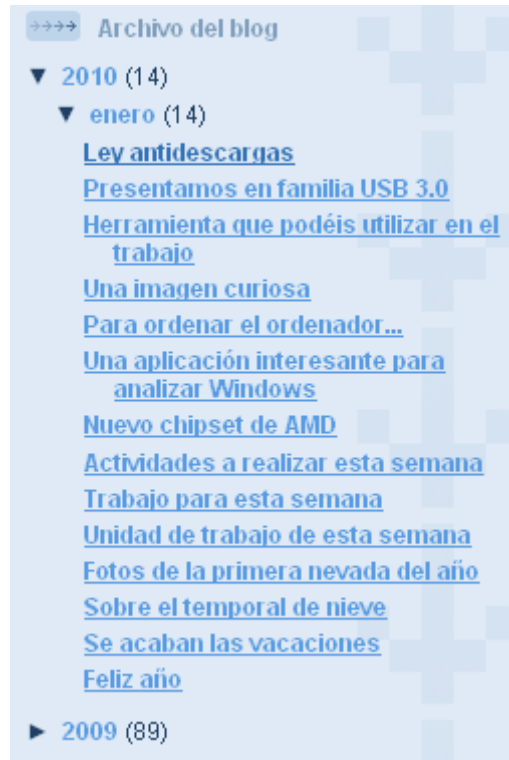 →→→→ Archivo del blog
▼ 2010 (14)
▼ enero (14)
Ley antidescargas
Presentamos en familia USB 3.0
Herramienta que podéis utilizar en el
trabajo
Una imagen curiosa
Para ordenar el ordenador...
Una aplicación interesante para
analizar Windows
Nuevo chipset de AMD
Actividades a realizar esta semana
Trabajo para esta semana
Unidad de trabajo de esta semana
Fotos de la primera nevada del año
Sobre el temporal de nieve
Se acaban las vacaciones
Feliz año
► 2009 (89)